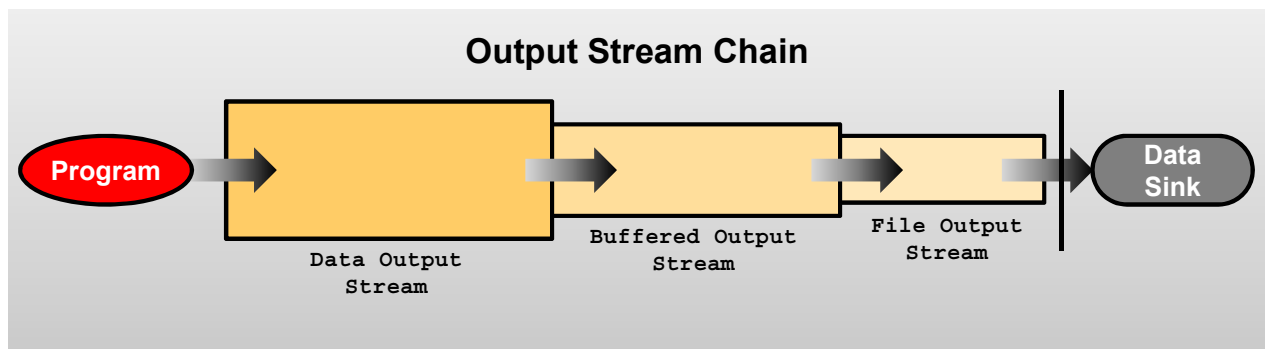 Output Stream Chain
Program
Data Output
Stream
Buffered Output
Stream
File Output
Stream
Data
Sink